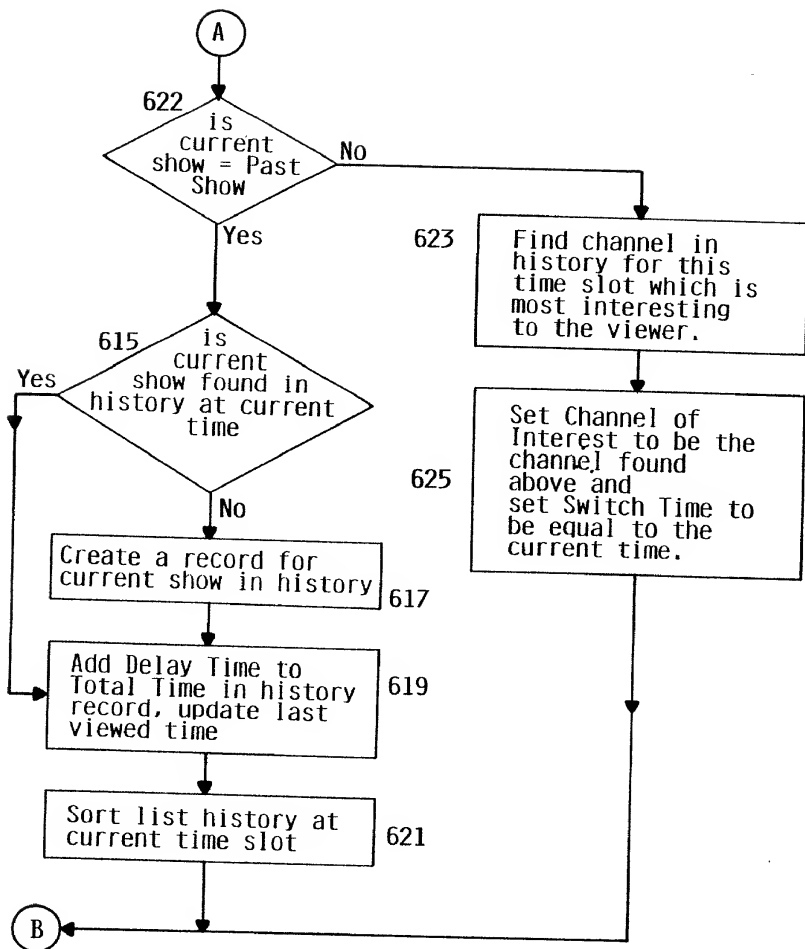 A
622
is
current
show = Past
Show
No
Yes
623
Find channel in
history for this
time slot which is
most interesting
to the viewer.
615
is
current
show found in
history at current
time
Yes
No
625
Set Channel of
Interest to be the
channel found
above and
set Switch Time to
be equal to the
current time.
Create a record for
current show in history
617
Add Delay Time to
Total Time in history
record, update last
viewed time
619
Sort list history at
current time slot
621
B